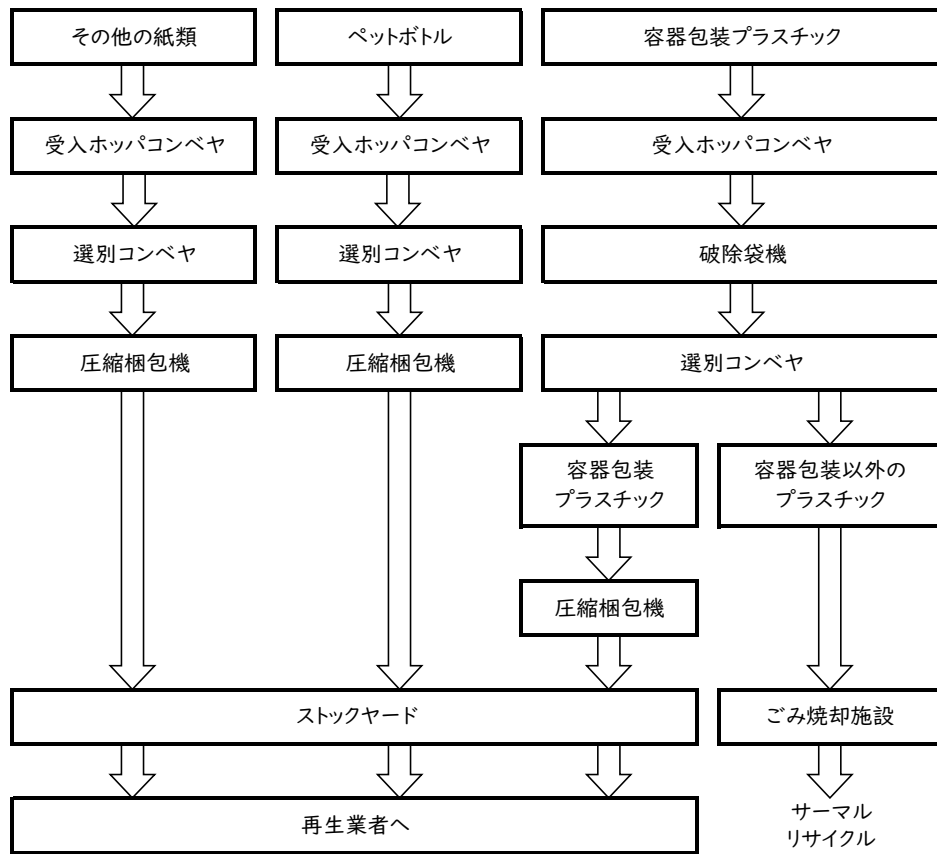 その他の紙類
ペットボトル
容器包装プラスチック
受入ホッパコンベヤ
受入ホッパコンベヤ
受入ホッパコンベヤ
選別コンベヤ
選別コンベヤ
破除袋機
圧縮梱包機
圧縮梱包機
選別コンベヤ
容器包装
プラスチック
容器包装以外の
プラスチック
圧縮梱包機
ストックヤード
ごみ焼却施設
再生業者へ
サーマル
リサイクル